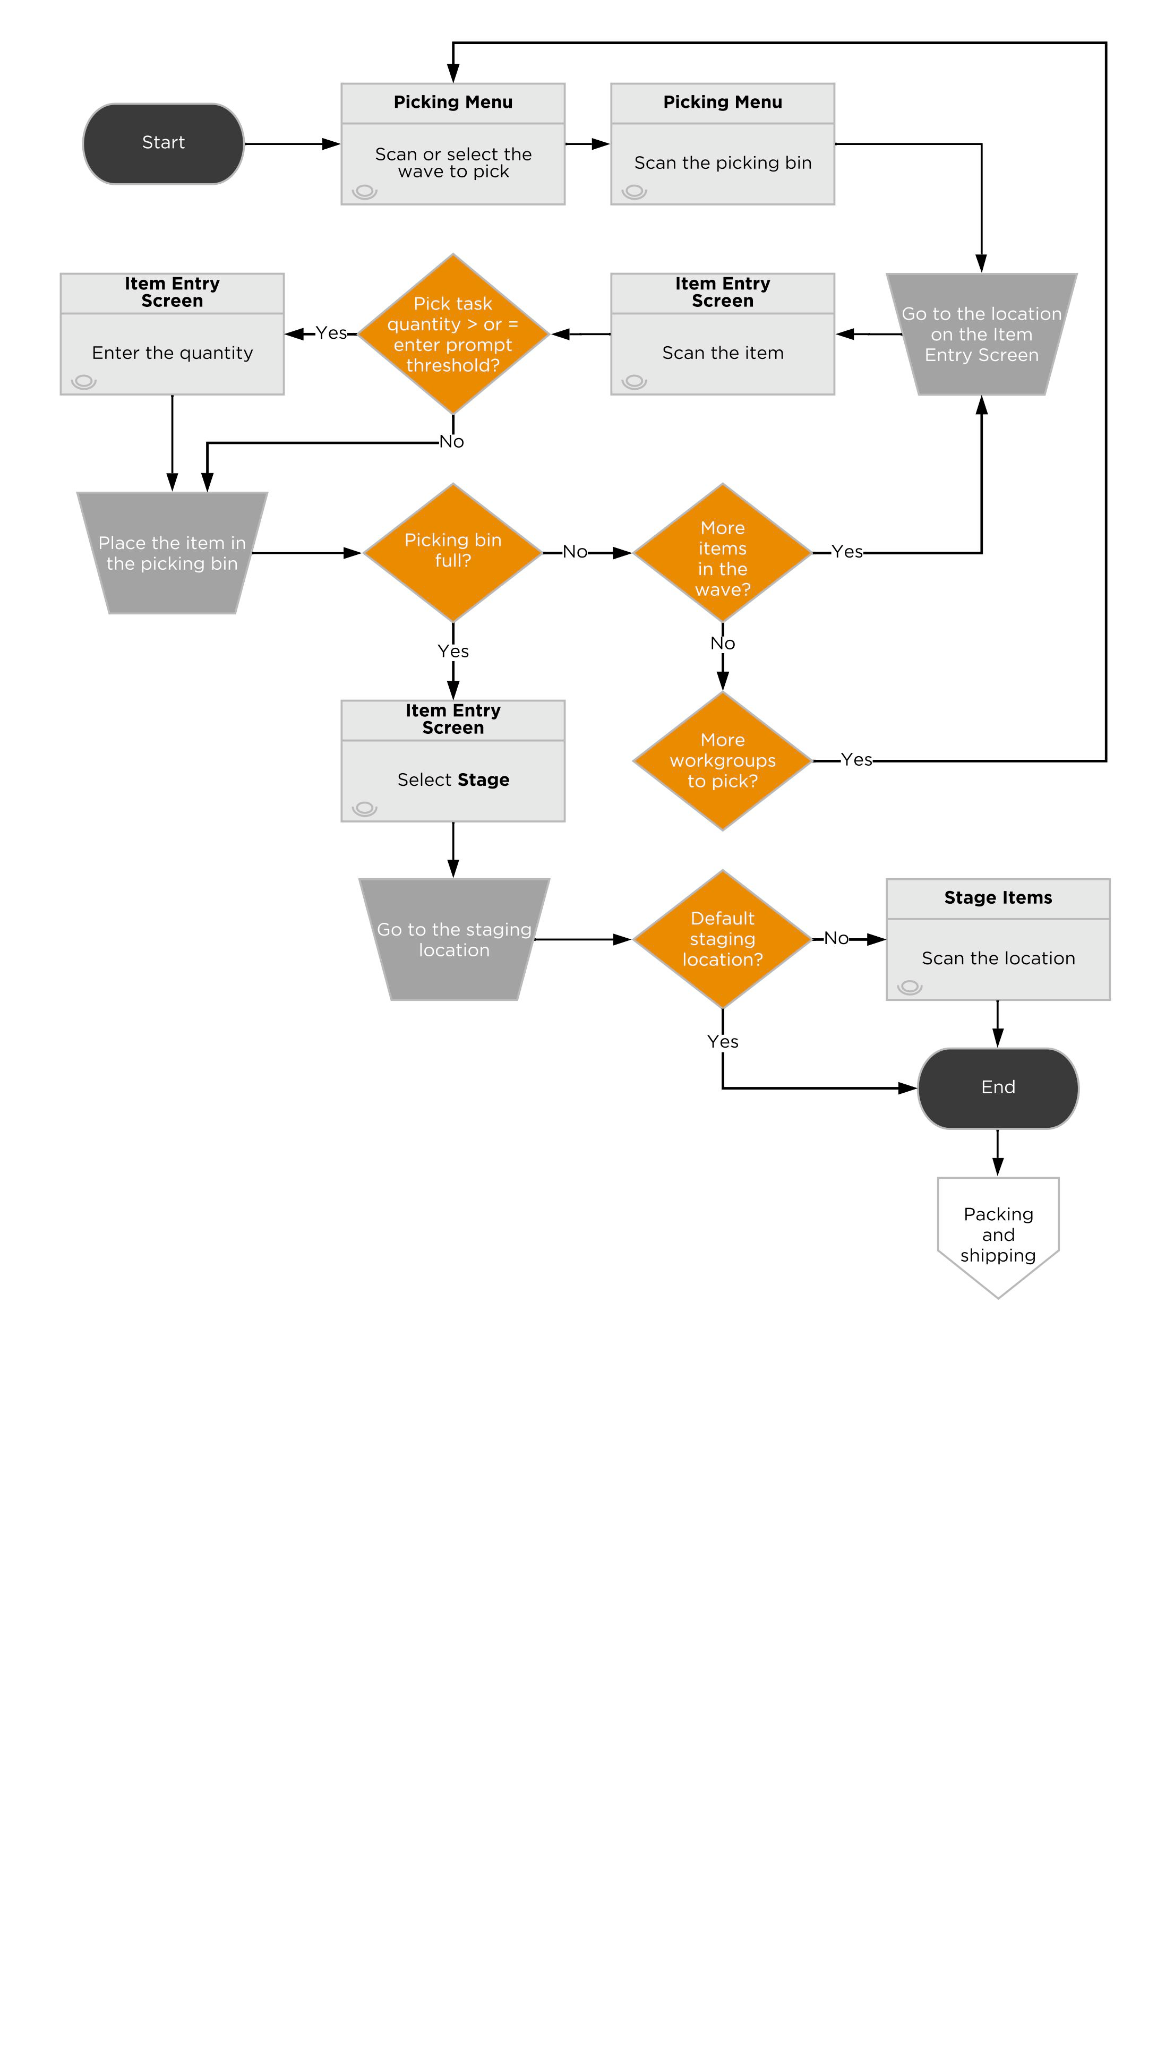 Picking Menu
Picking Menu
Start
Scan or select the
wave to pick
Scan the picking bin
Item Entry
Screen
Enter the quantity
Yes
Pick task
quantity > or =
enter prompt
threshold?
Item Entry
Screen
Scan the item
Go to the location
on the Item
Entry Screen
No
Place the item in
the picking bin
Picking bin
full?
No
More
items
in the
wave?
Yes
Yes
No
Item Entry
Screen
Select Stage
More
workgroups
to pick?
Yes
Go to the staging
location
Default
staging
location?
No
Stage Items
Scan the location
Yes
End
Packing
and
shipping